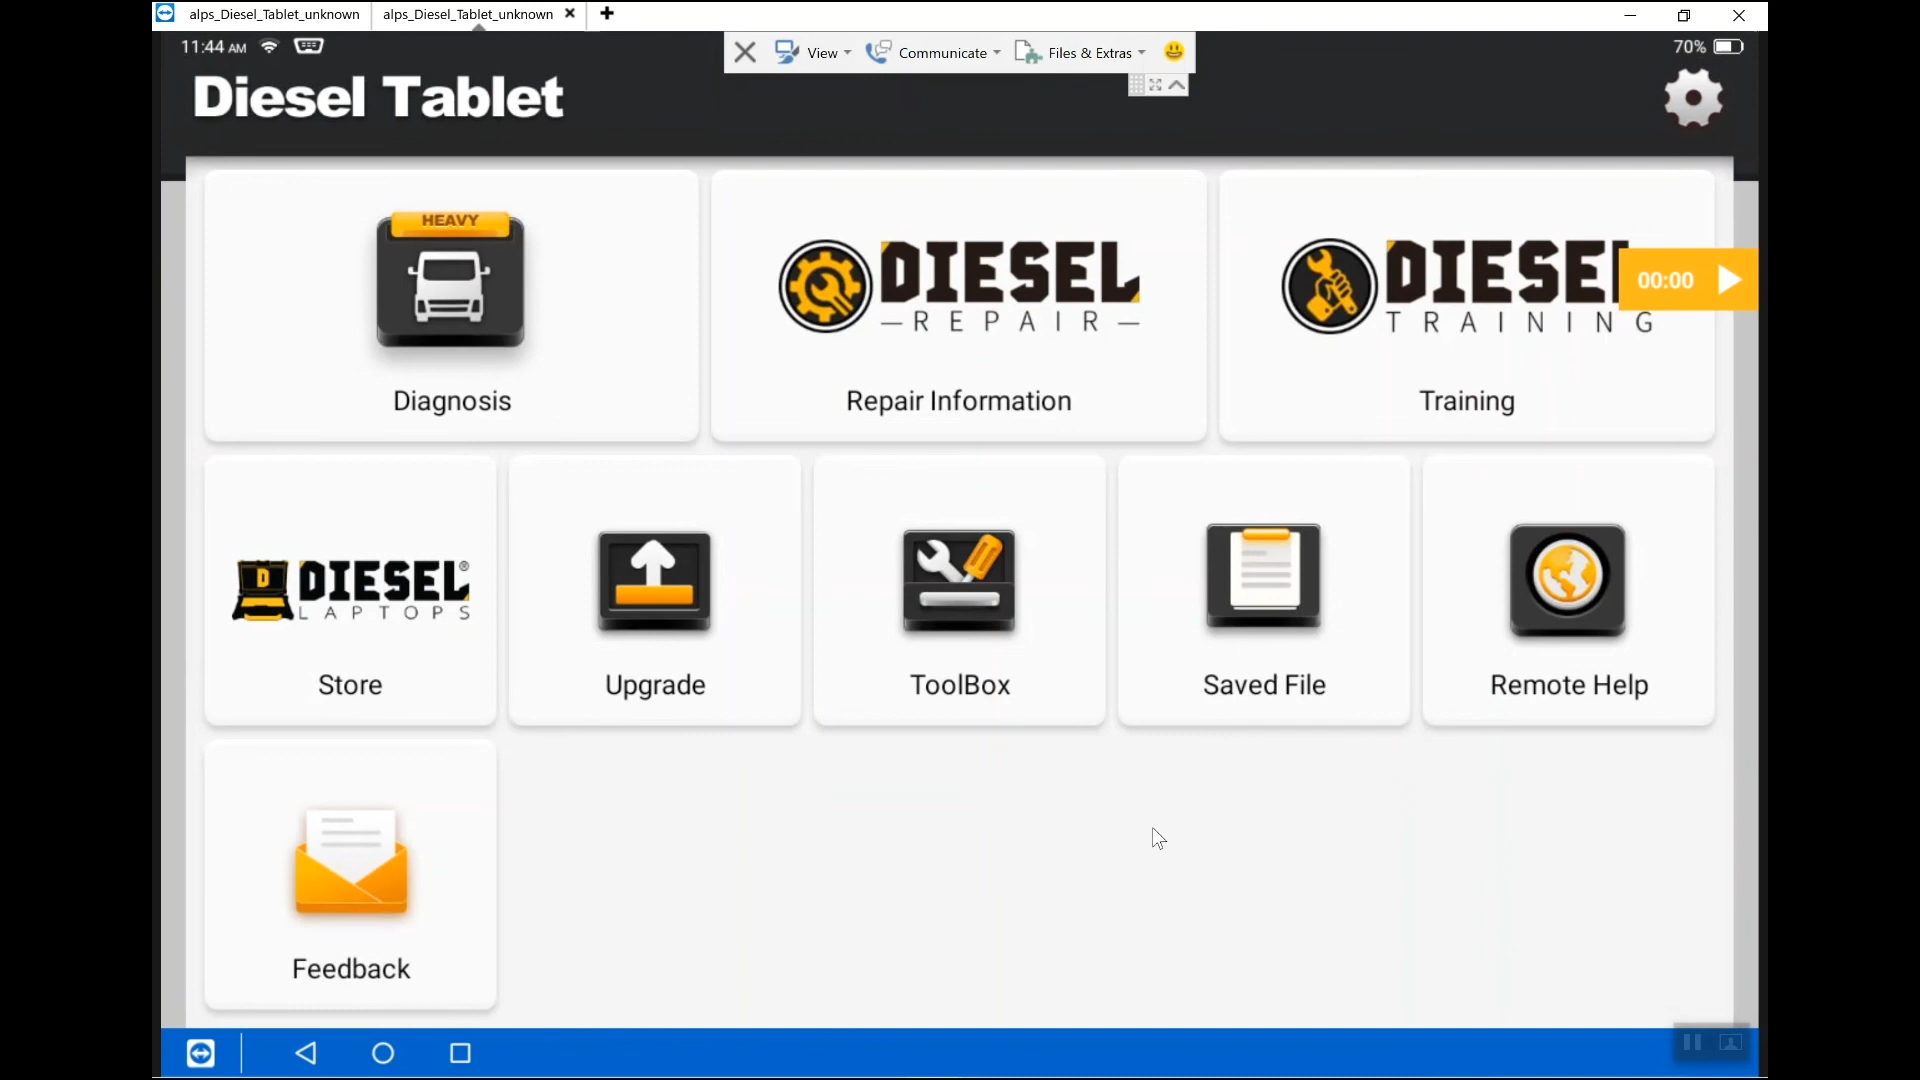 alps_Diesel_Tablet_unknown alps_Diesel_Tablet_unknown
11:44 AM
View Communicate Files & Extras
70%
Diesel Tablet
HEAVY
DIESEL
REPAIR
DIESEL
TRAINING
00:00
Diagnosis
Repair Information
Training
D
DIESEL®
LAPTOPS
Store
Upgrade
ToolBox
Saved File
Remote Help
Feedback